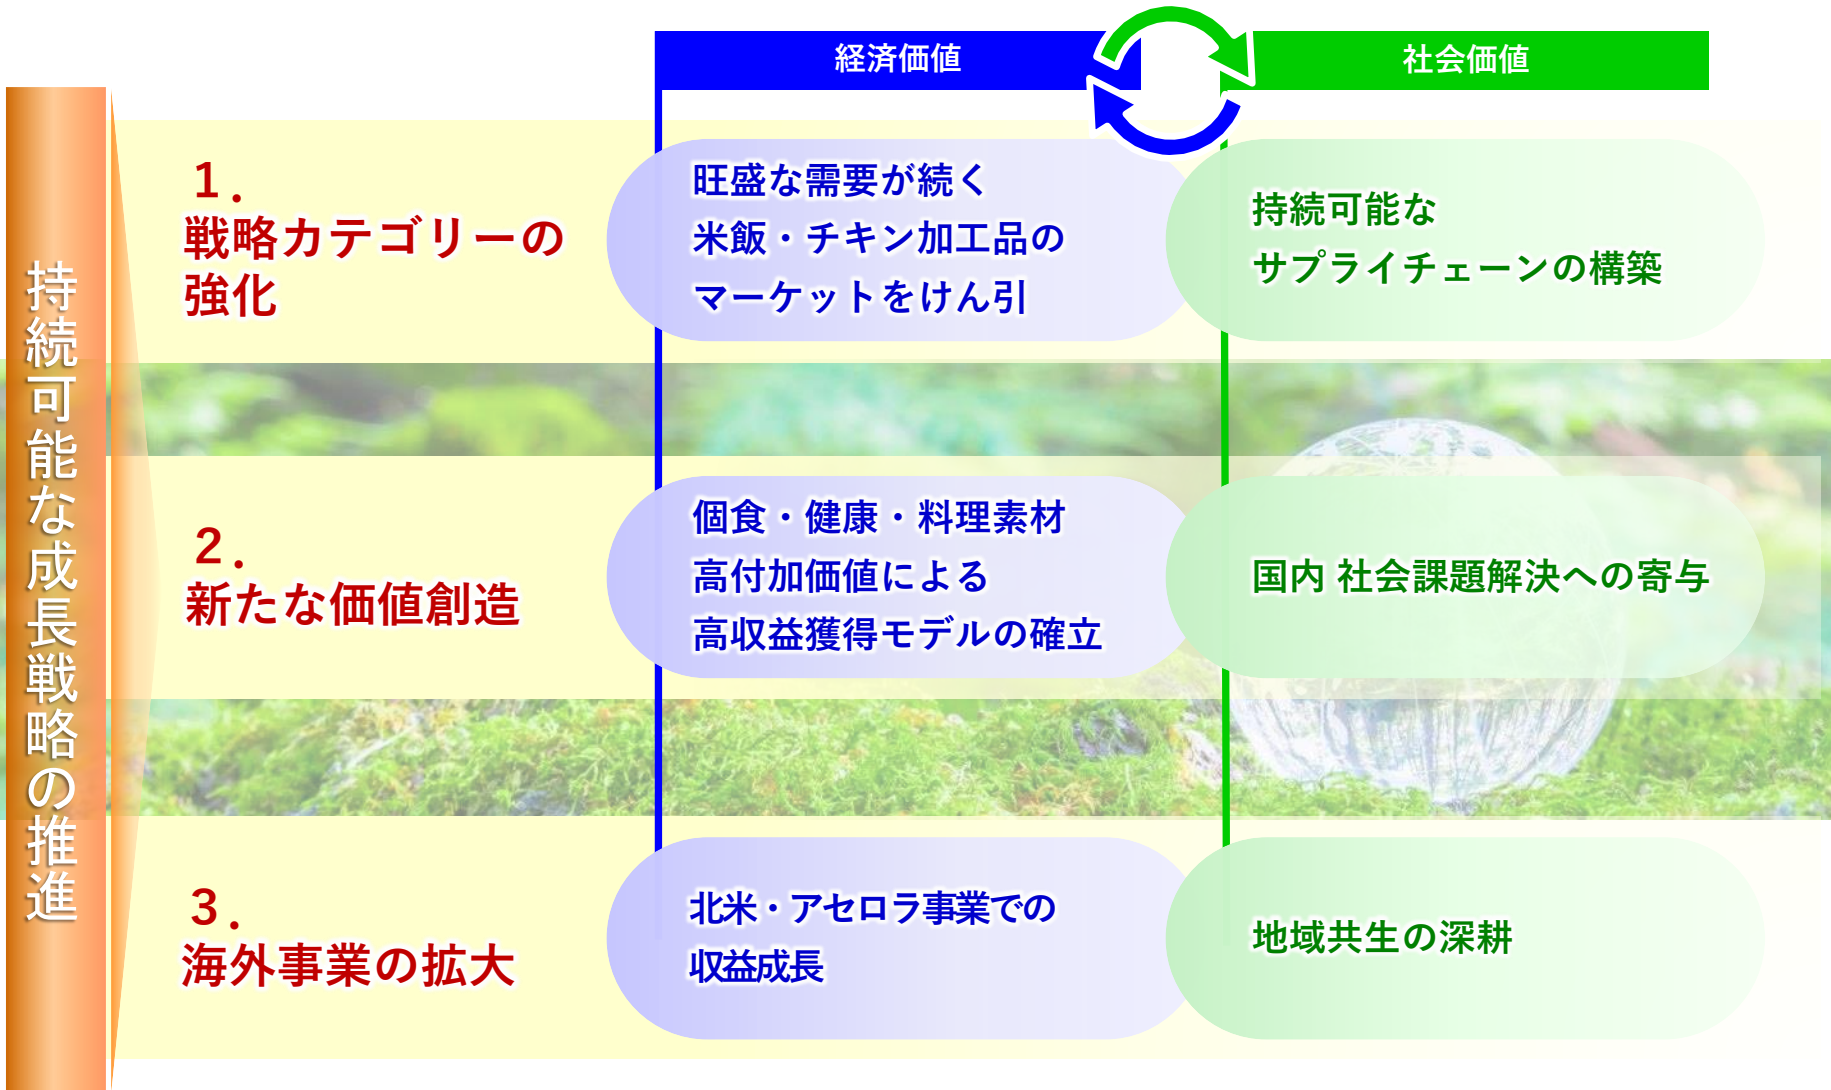 持続可能な成長戦略の推進
経済価値
社会価値
１.
戦略カテゴリーの
強化
旺盛な需要が続く
米飯・チキン加工品の
マーケットをけん引
持続可能な
サプライチェーンの構築
２.
新たな価値創造
個食・健康・料理素材
高付加価値による
高収益獲得モデルの確立
国内 社会課題解決への寄与
３.
海外事業の拡大
北米・アセロラ事業での
収益成長
地域共生の深耕